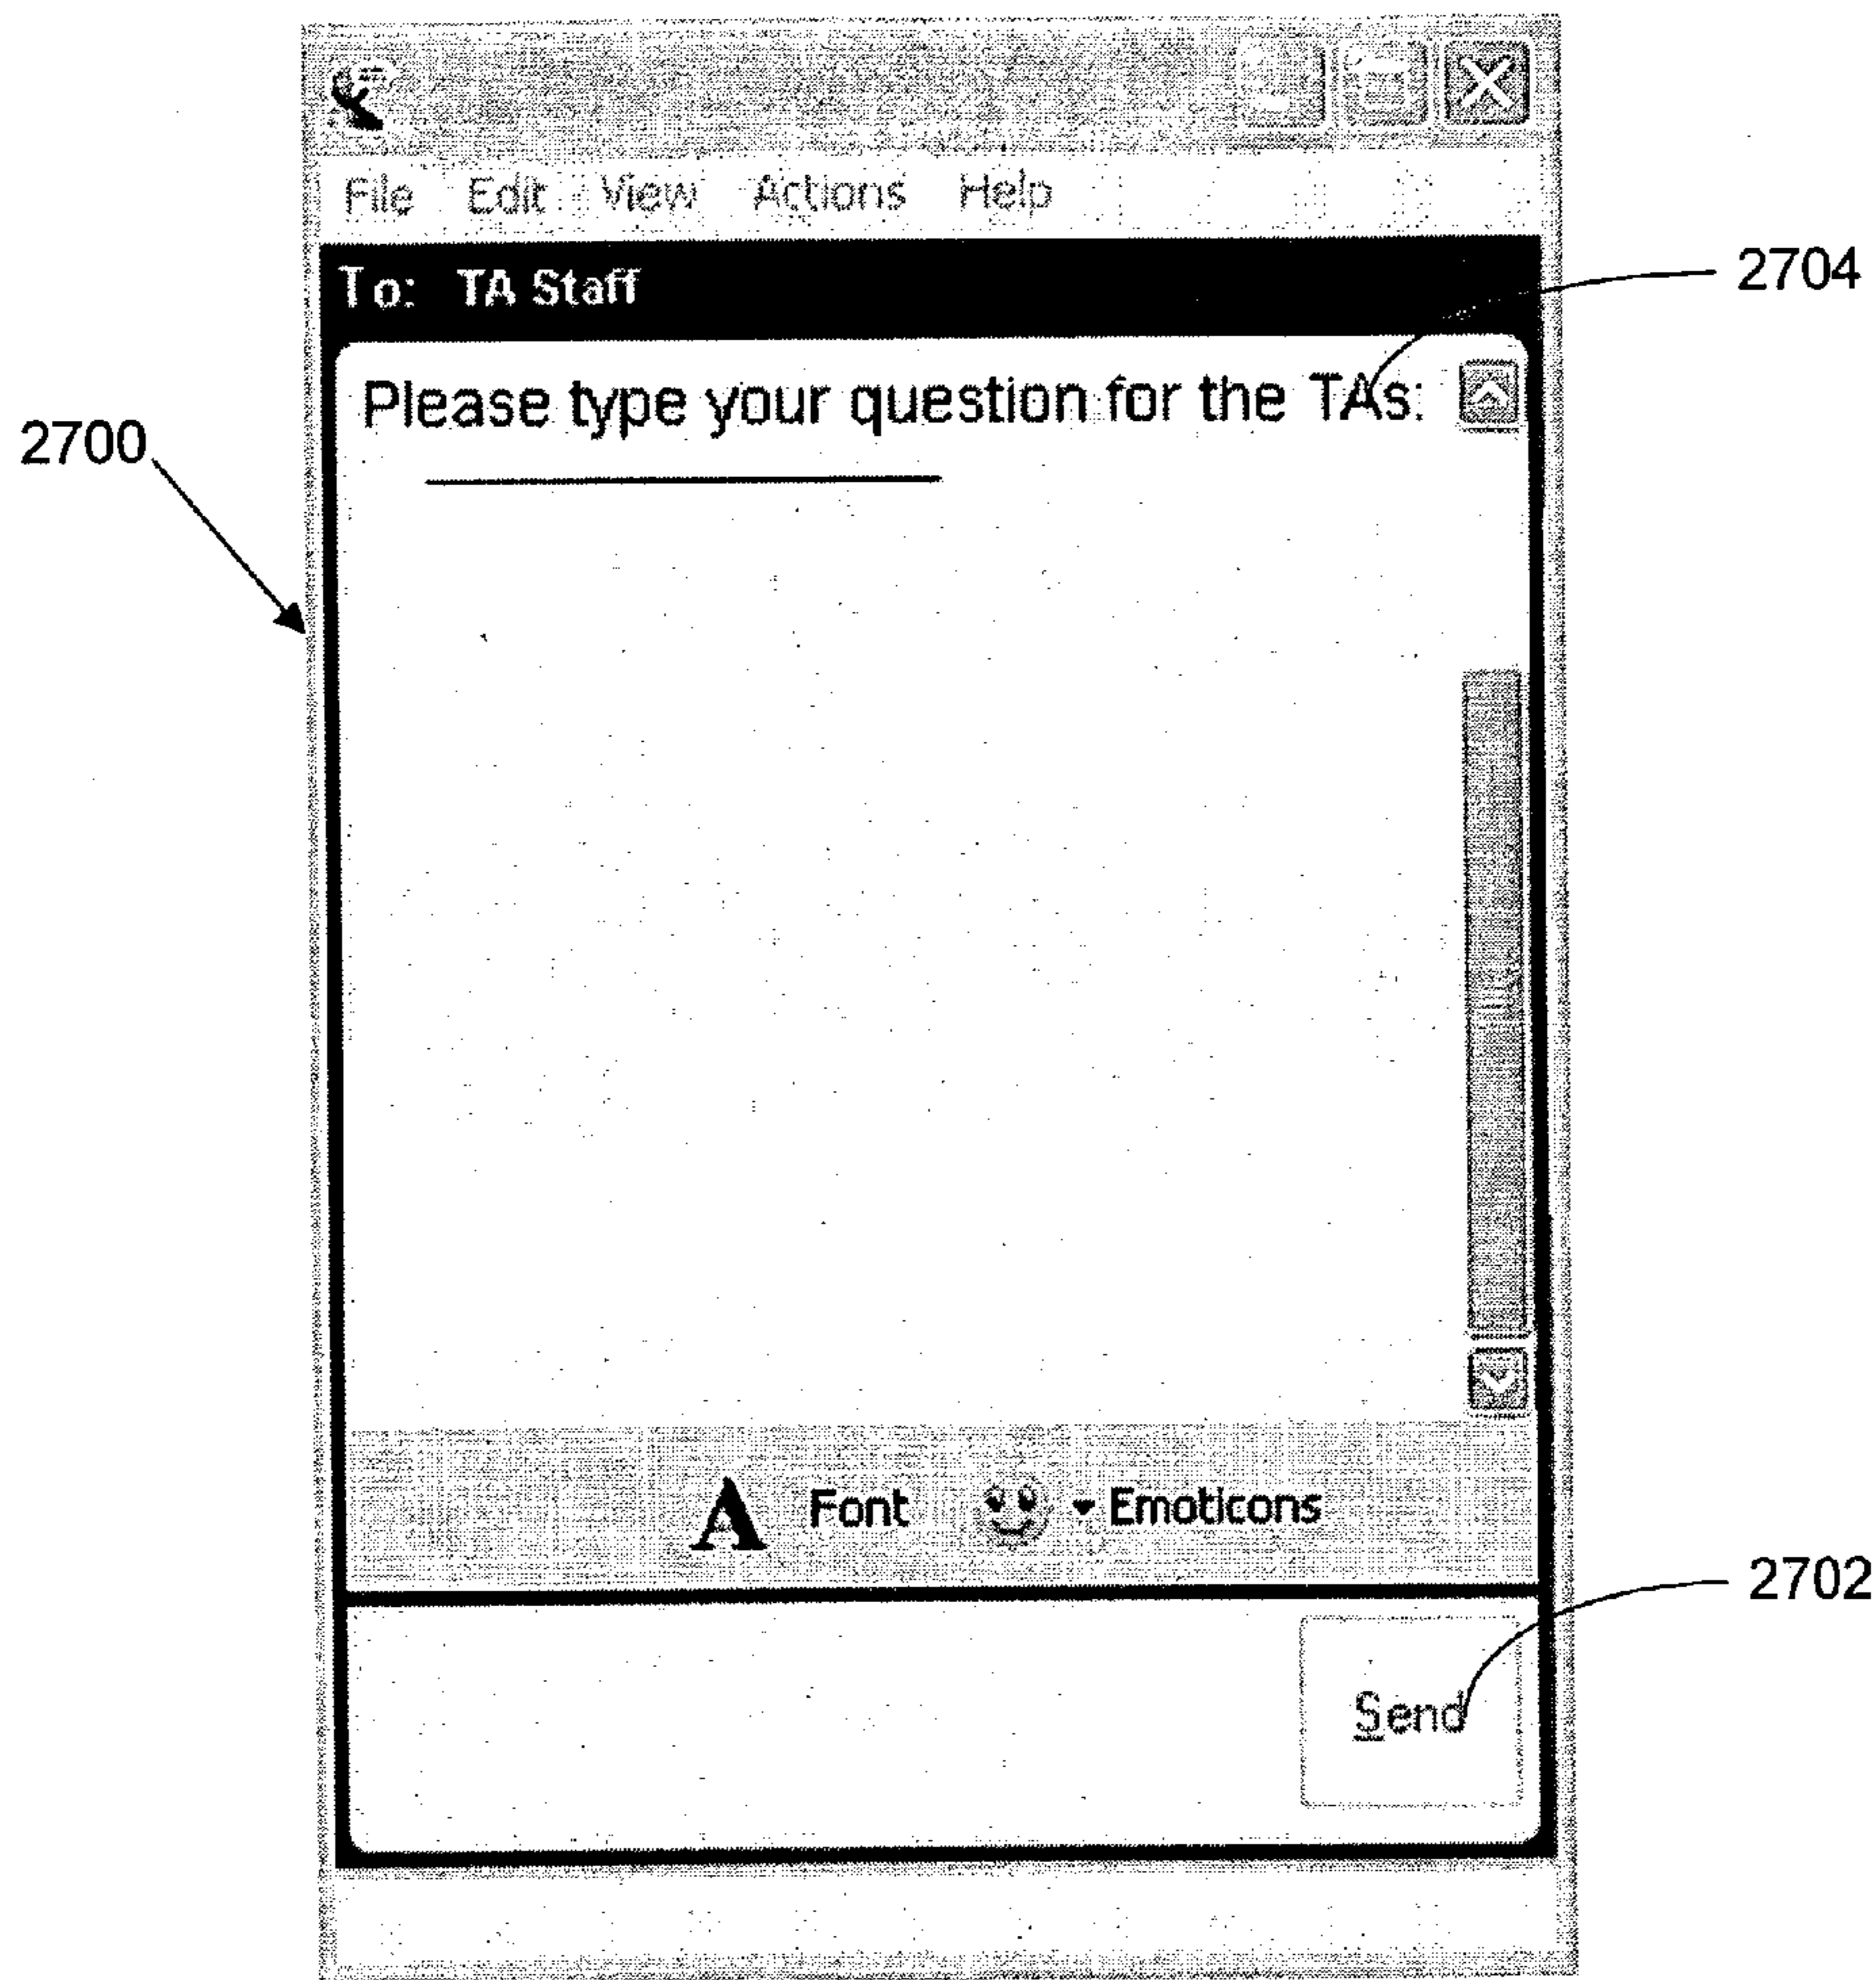 File Edit View Actions Help
To: TA Staff
2704
Please type your question for the TAs:
2700
A Font Emoticons
2702
Send